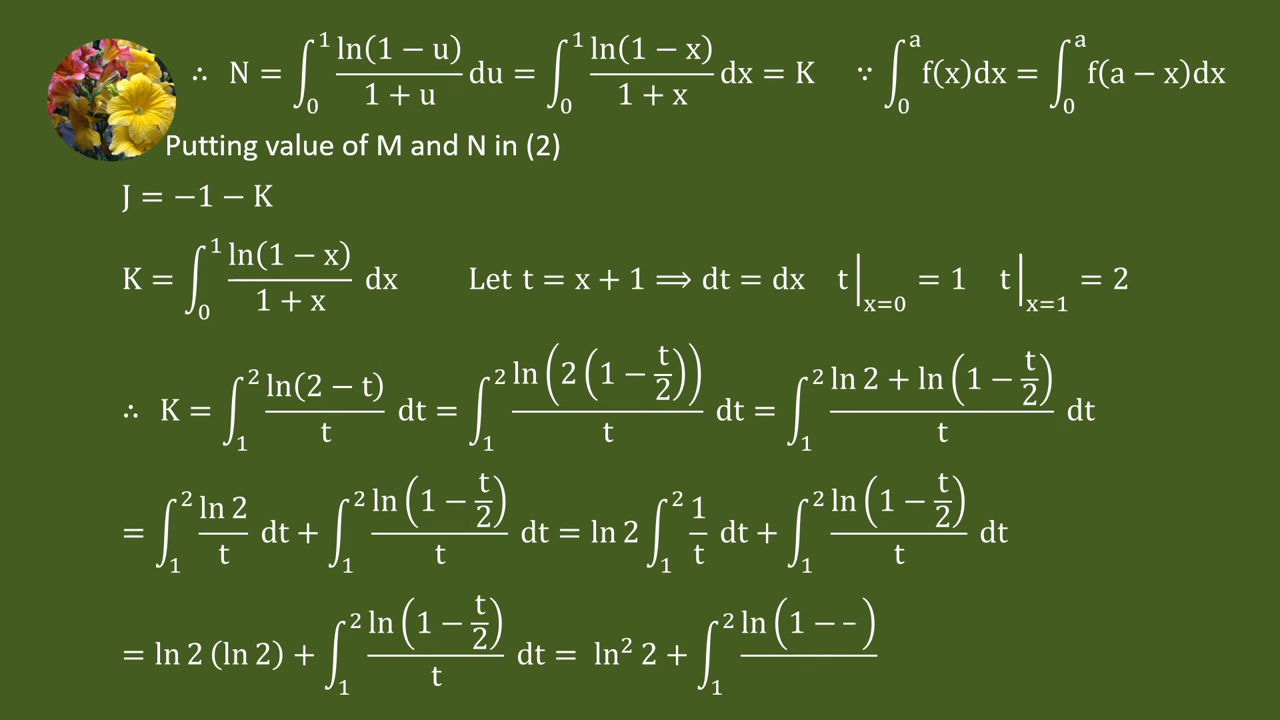 ∴ N = ∫₀¹ ln(1 − u)/(1 + u) du = ∫₀¹ ln(1 − x)/(1 + x) dx = K ∵ ∫₀ᵃ f(x)dx = ∫₀ᵃ f(a − x)dx
Putting value of M and N in (2)
J = −1 − K
K = ∫₀¹ ln(1 − x)/(1 + x) dx Let t = x + 1 ⟹ dt = dx t|ₓ₌₀ = 1 t|ₓ₌₁ = 2
∴ K = ∫₁² ln(2 − t)/t dt = ∫₁² ln(2(1 − t/2))/t dt = ∫₁² (ln 2 + ln(1 − t/2))/t dt
= ∫₁² ln 2/t dt + ∫₁² ln(1 − t/2)/t dt = ln 2 ∫₁² 1/t dt + ∫₁² ln(1 − t/2)/t dt
= ln 2 (ln 2) + ∫₁² ln(1 − t/2)/t dt = ln² 2 + ∫₁² ln(1 − –)